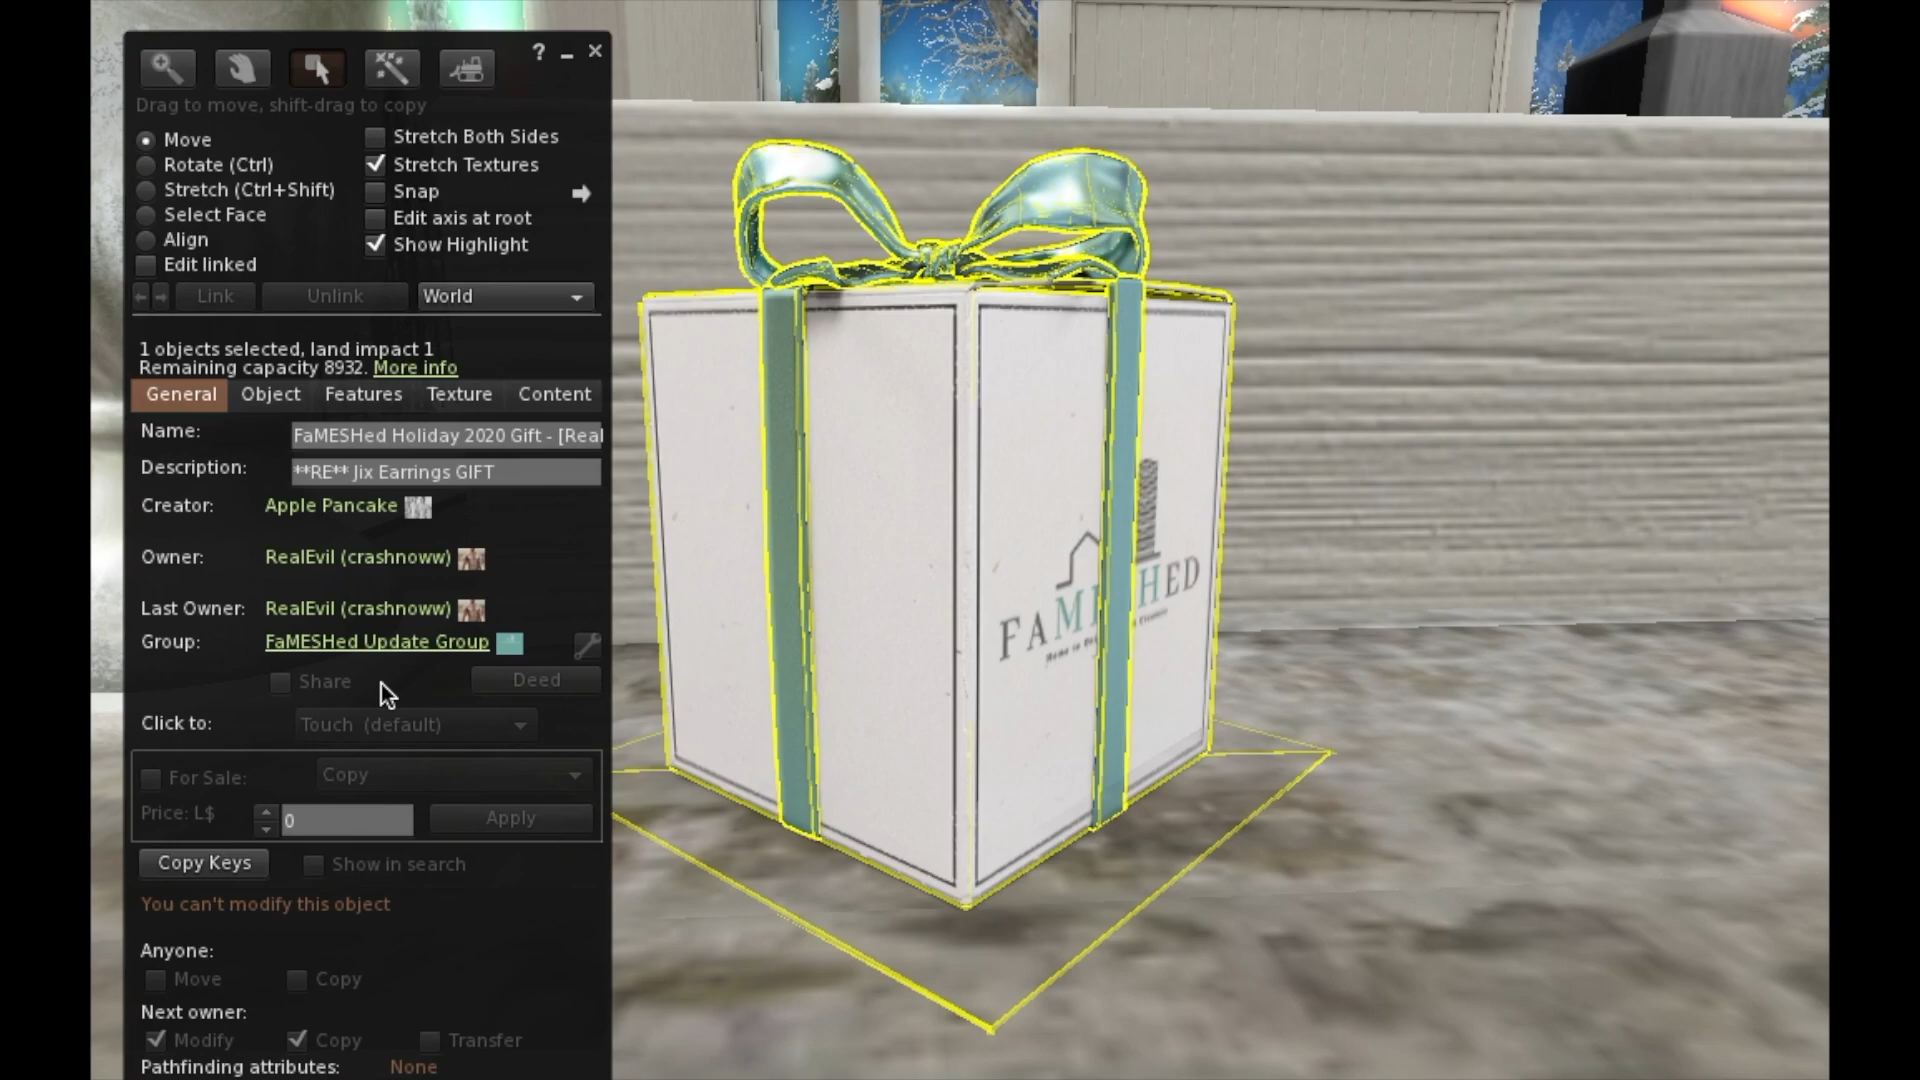 ?
Drag to move, shift-drag to copy
Move
Rotate (Ctrl)
Stretch (Ctrl+Shift)
Select Face
Align
Edit linked
Stretch Both Sides
Stretch Textures
Snap
Edit axis at root
Show Highlight
Link Unlink World
1 objects selected, land impact 1
Remaining capacity 8932. More info
General Object Features Texture Content
Name: FaMESHed Holiday 2020 Gift - [Real
Description: **RE** Jix Earrings GIFT
Creator: Apple Pancake
Owner: RealEvil (crashnoww)
Last Owner: RealEvil (crashnoww)
Group: FaMESHed Update Group
Share Deed
Click to: Touch (default)
For Sale: Copy
Price: L$ 0 Apply
Copy Keys Show in search
You can't modify this object
Anyone:
Move Copy
Next owner:
Modify Copy Transfer
Pathfinding attributes: None